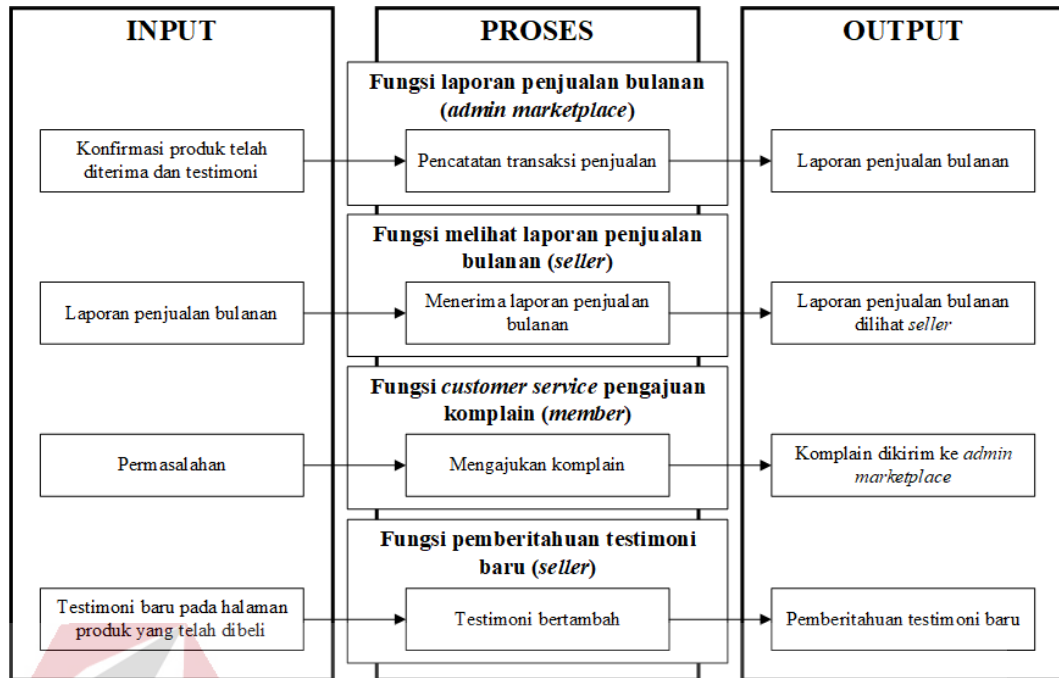 INPUT
PROSES
OUTPUT
Fungsi laporan penjualan bulanan
(admin marketplace)
Konfirmasi produk telah
diterima dan testimoni
Pencatatan transaksi penjualan
Laporan penjualan bulanan
Fungsi melihat laporan penjualan
bulanan (seller)
Laporan penjualan bulanan
Menerima laporan penjualan
bulanan
Laporan penjualan bulanan
dilihat seller
Fungsi customer service pengajuan
komplain (member)
Permasalahan
Mengajukan komplain
Komplain dikirim ke admin
marketplace
Fungsi pemberitahuan testimoni
baru (seller)
Testimoni baru pada halaman
produk yang telah dibeli
Testimoni bertambah
Pemberitahuan testimoni baru